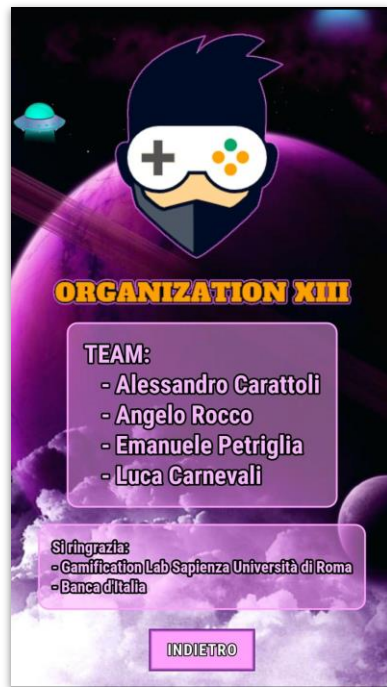 ORGANIZATION XIII
TEAM:
- Alessandro Carattoli
- Angelo Rocco
- Emanuele Petriglia
- Luca Carnevali
Si ringrazia:
- Gamification Lab Sapienza Università di Roma
- Banca d'Italia
INDIETRO